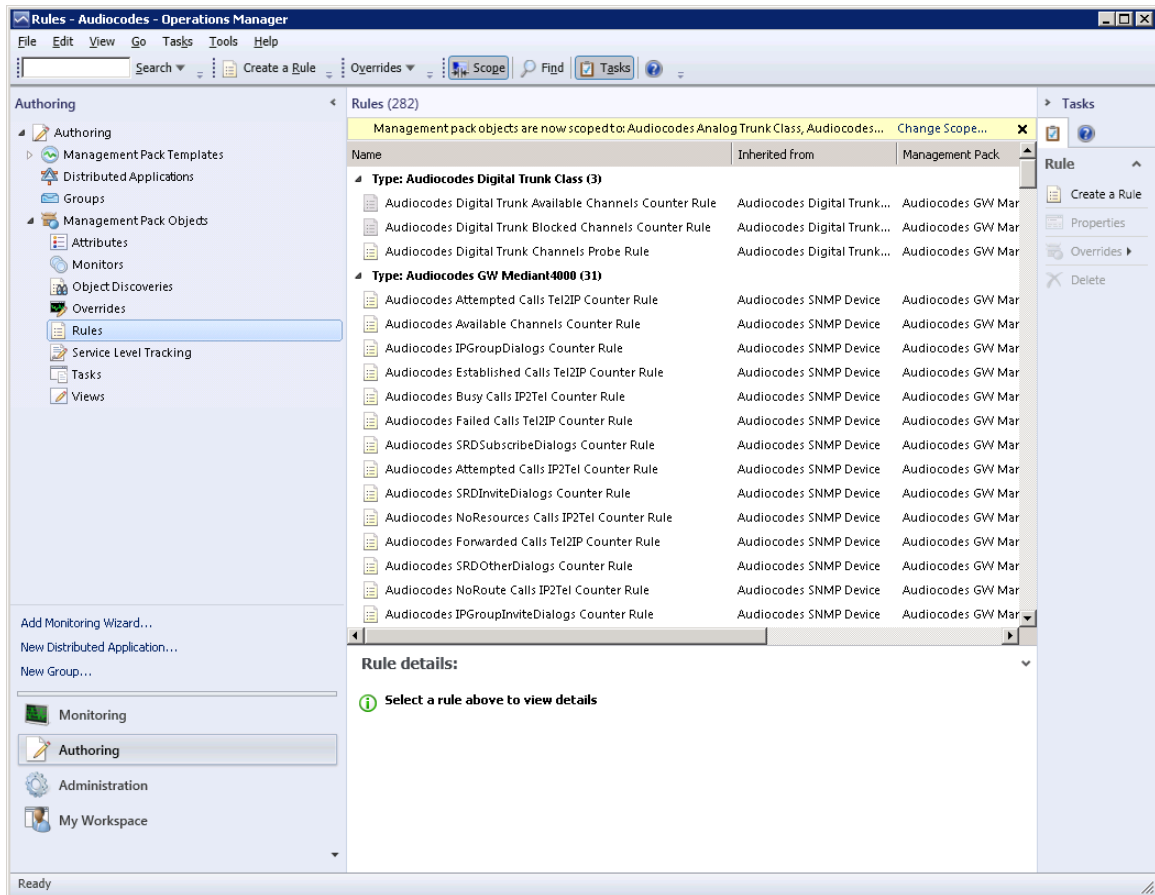 Rules - Audiocodes - Operations Manager
File Edit View Go Tasks Tools Help
Search Create a Rule Overrides Scope Find Tasks
Authoring
Authoring
Management Pack Templates
Distributed Applications
Groups
Management Pack Objects
Attributes
Monitors
Object Discoveries
Overrides
Rules
Service Level Tracking
Tasks
Views
Add Monitoring Wizard...
New Distributed Application...
New Group...
Monitoring
Authoring
Administration
My Workspace
Rules (282)
Management pack objects are now scoped to: Audiocodes Analog Trunk Class, Audiocodes... Change Scope...
Name Inherited from Management Pack
Type: Audiocodes Digital Trunk Class (3)
Audiocodes Digital Trunk Available Channels Counter Rule Audiocodes Digital Trunk... Audiocodes GW Mar
Audiocodes Digital Trunk Blocked Channels Counter Rule Audiocodes Digital Trunk... Audiocodes GW Mar
Audiocodes Digital Trunk Channels Probe Rule Audiocodes Digital Trunk... Audiocodes GW Mar
Type: Audiocodes GW Mediant4000 (31)
Audiocodes Attempted Calls Tel2IP Counter Rule Audiocodes SNMP Device Audiocodes GW Mar
Audiocodes Available Channels Counter Rule Audiocodes SNMP Device Audiocodes GW Mar
Audiocodes IPGroupDialogs Counter Rule Audiocodes SNMP Device Audiocodes GW Mar
Audiocodes Established Calls Tel2IP Counter Rule Audiocodes SNMP Device Audiocodes GW Mar
Audiocodes Busy Calls IP2Tel Counter Rule Audiocodes SNMP Device Audiocodes GW Mar
Audiocodes Failed Calls Tel2IP Counter Rule Audiocodes SNMP Device Audiocodes GW Mar
Audiocodes SRDSubscribeDialogs Counter Rule Audiocodes SNMP Device Audiocodes GW Mar
Audiocodes Attempted Calls IP2Tel Counter Rule Audiocodes SNMP Device Audiocodes GW Mar
Audiocodes SRDInviteDialogs Counter Rule Audiocodes SNMP Device Audiocodes GW Mar
Audiocodes NoResources Calls IP2Tel Counter Rule Audiocodes SNMP Device Audiocodes GW Mar
Audiocodes Forwarded Calls Tel2IP Counter Rule Audiocodes SNMP Device Audiocodes GW Mar
Audiocodes SRDOtherDialogs Counter Rule Audiocodes SNMP Device Audiocodes GW Mar
Audiocodes NoRoute Calls IP2Tel Counter Rule Audiocodes SNMP Device Audiocodes GW Mar
Audiocodes IPGroupInviteDialogs Counter Rule Audiocodes SNMP Device Audiocodes GW Mar
Rule details:
Select a rule above to view details
Tasks
Rule
Create a Rule
Properties
Overrides
Delete
Ready